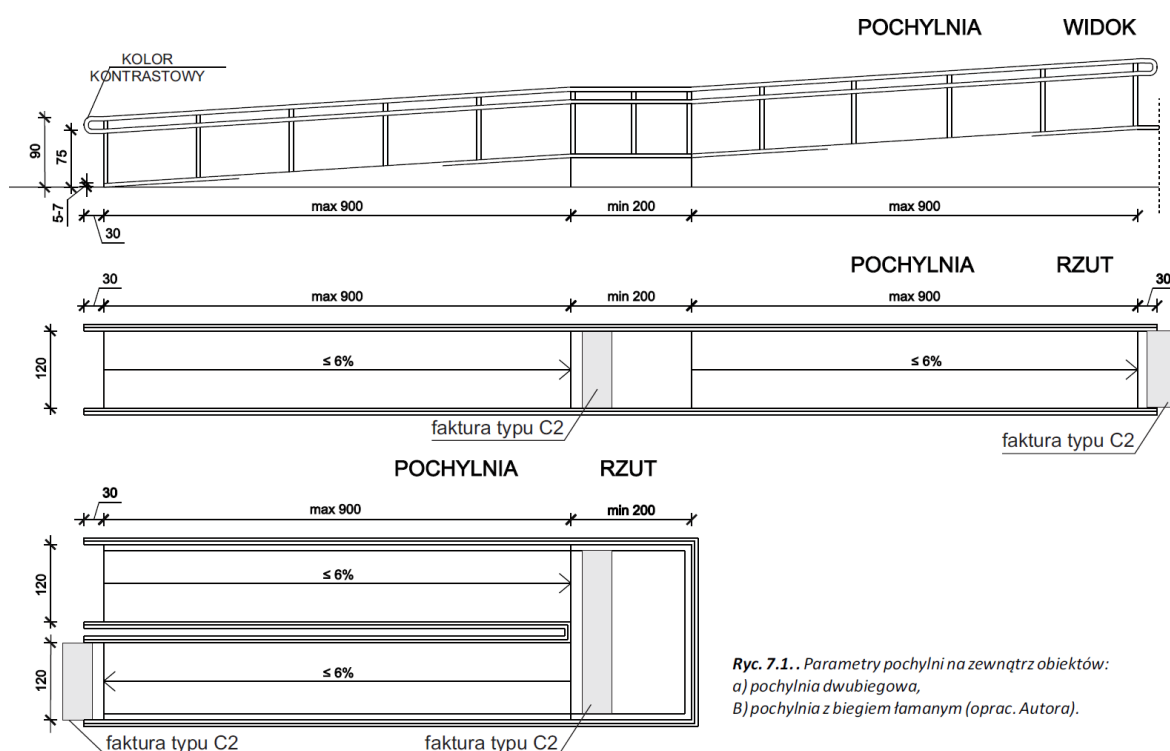 POCHYLNIA WIDOK
KOLOR
KONTRASTOWY
90
75
5-7
max 900 min 200 max 900
30
POCHYLNIA RZUT
30 max 900 min 200 max 900 30
120
≤ 6% ≤ 6%
faktura typu C2
faktura typu C2
POCHYLNIA RZUT
30
max 900 min 200
120
≤ 6%
120
≤ 6%
faktura typu C2 faktura typu C2
Ryc. 7.1.. Parametry pochylni na zewnątrz obiektów:
a) pochylnia dwubiegowa,
B) pochylnia z biegiem łamanym (oprac. Autora).